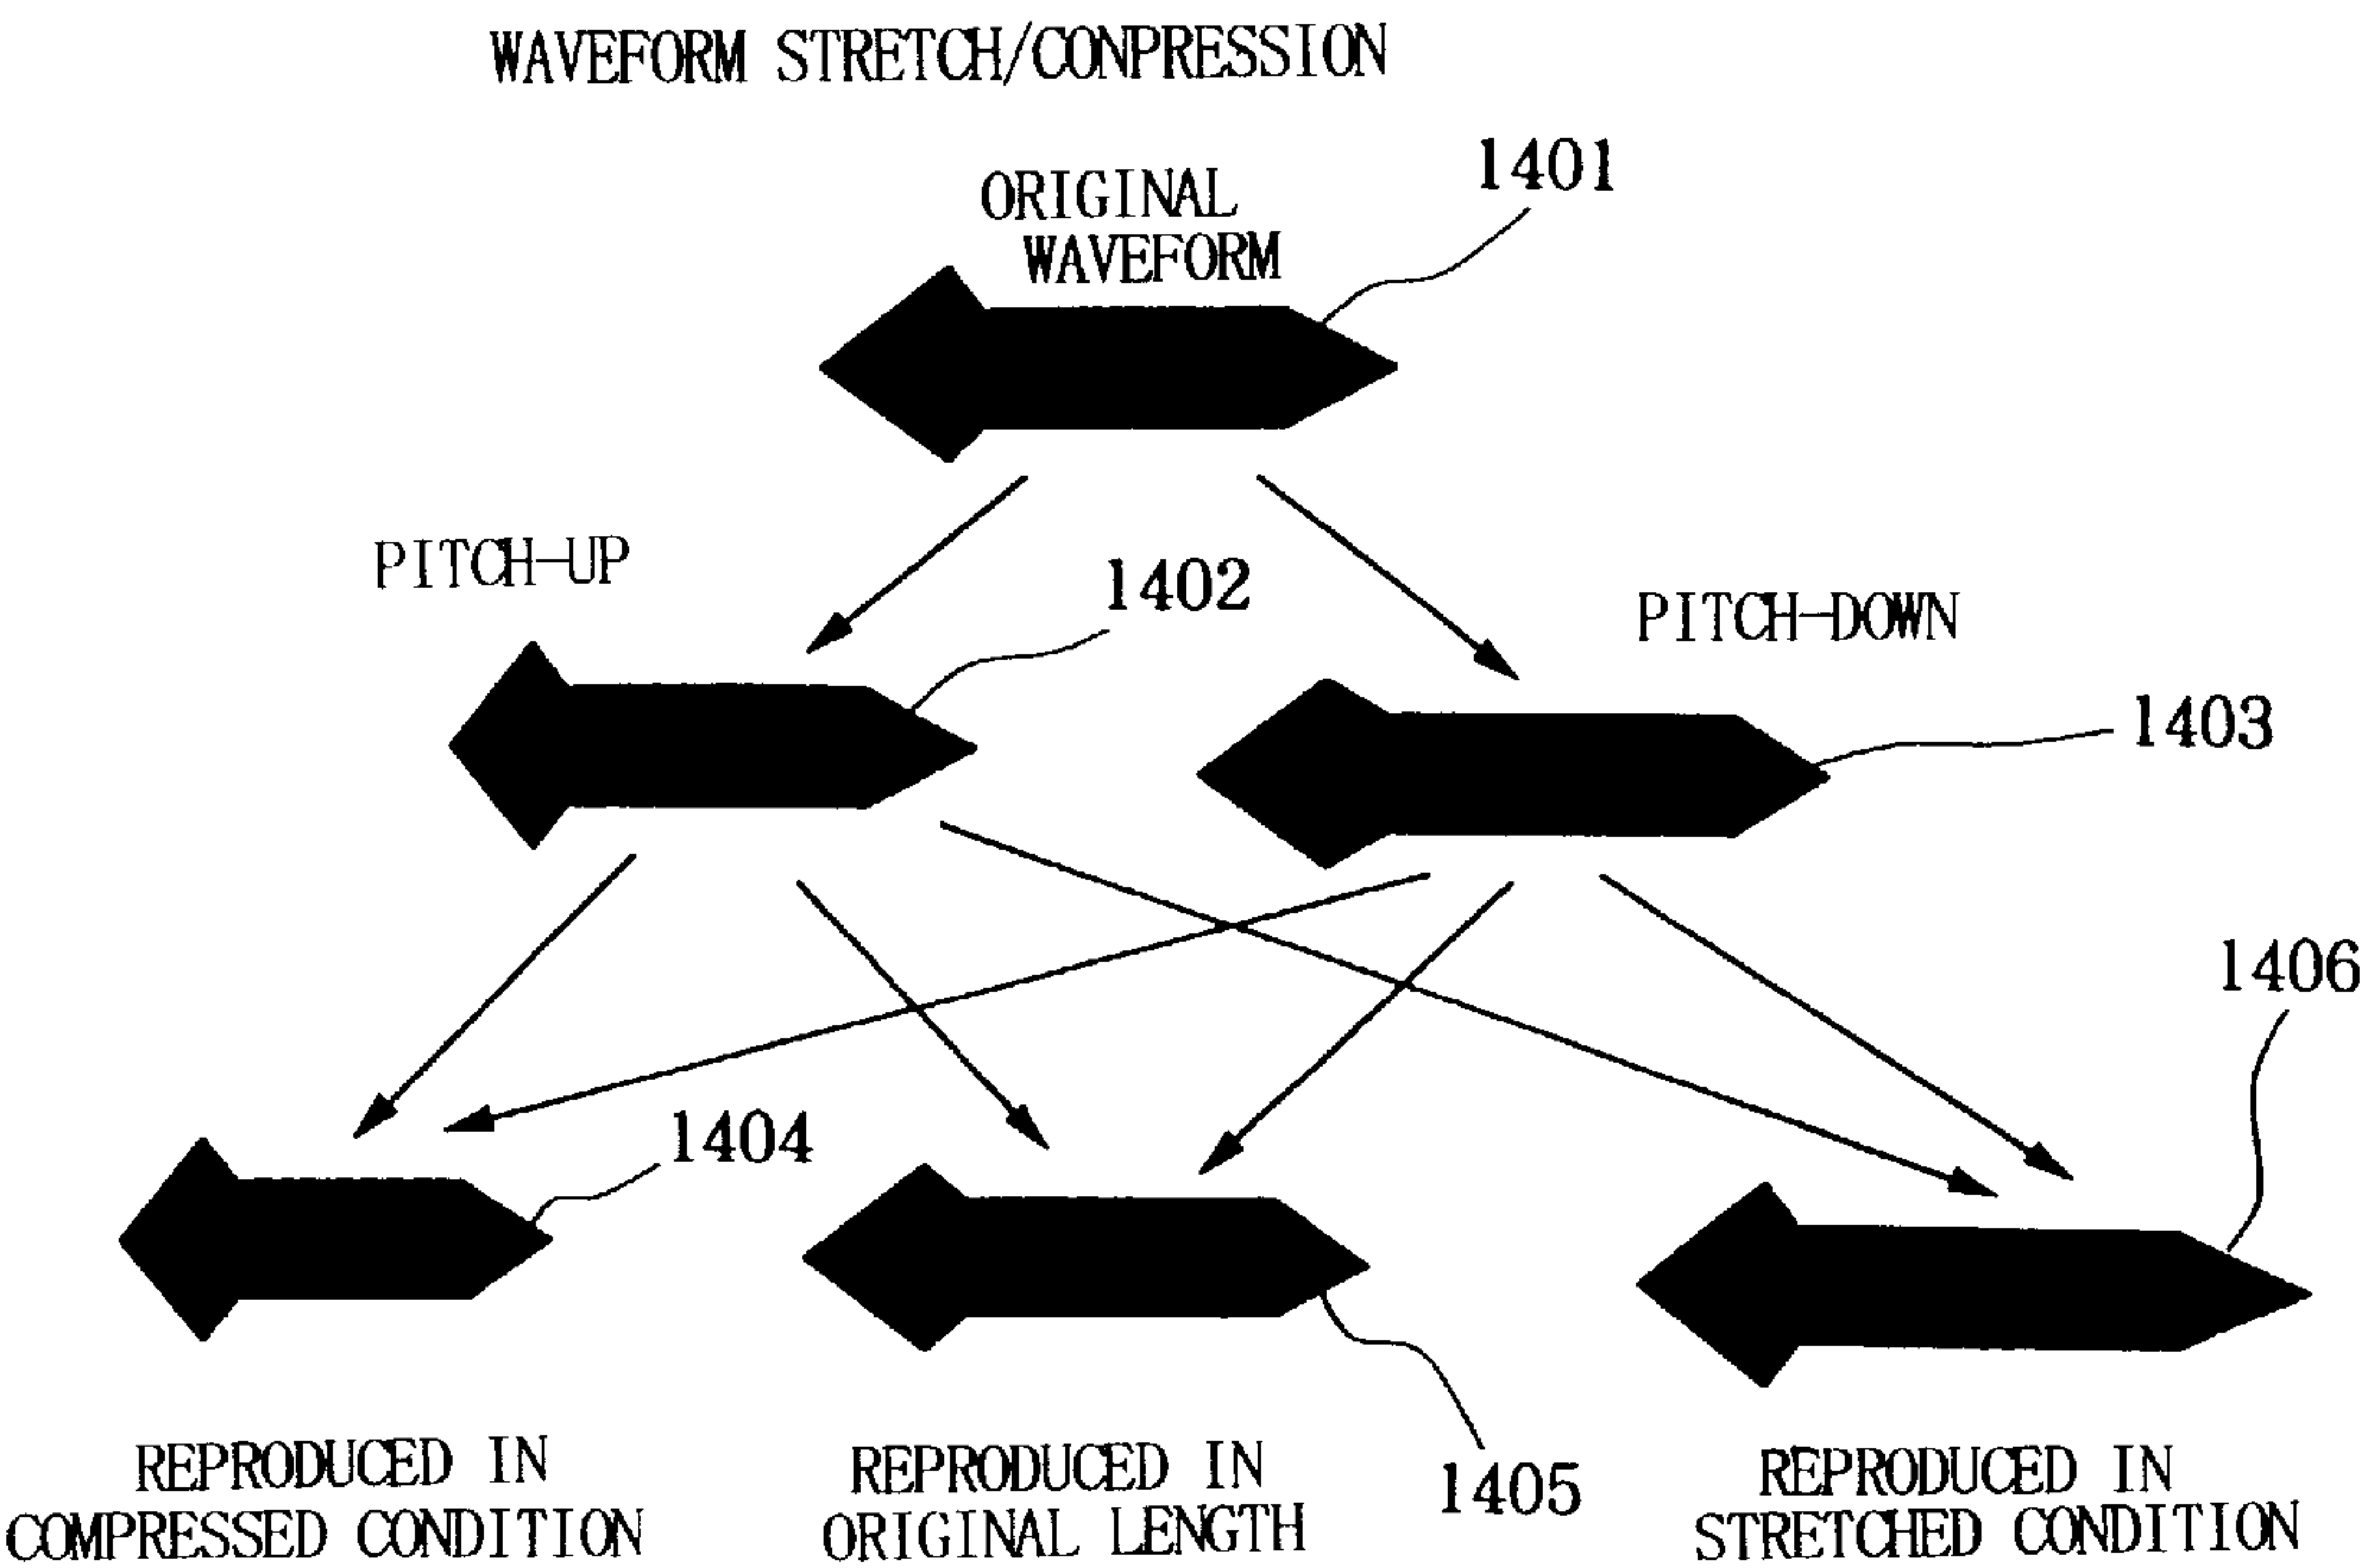 WAVEFORM STRETCH/CONPRESSION
1401
ORIGINAL
WAVEFORM
PITCH-UP
1402
PITCH-DOWN
1403
1406
1404
REPRODUCED IN
COMPRESSED CONDITION
REPRODUCED IN
ORIGINAL LENGTH
1405
REPRODUCED IN
STRETCHED CONDITION